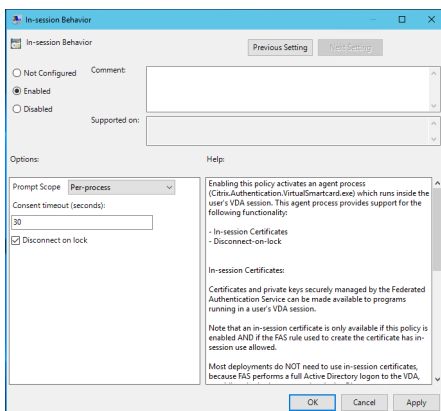 In-session Behavior
In-session Behavior
Previous Setting
Next Setting
Not Configured
Comment:
Enabled
Disabled
Supported on:
Options:
Help:
Prompt Scope Per-process
Consent timeout (seconds):
30
Disconnect on lock
Enabling this policy activates an agent process
(Citrix.Authentication.VirtualSmartcard.exe) which runs inside the
user's VDA session. This agent process provides support for the
following functionality:
- In-session Certificates
- Disconnect-on-lock
In-session Certificates:
Certificates and private keys securely managed by the Federated
Authentication Service can be made available to programs
running in a user's VDA session.
Note that an in-session certificate is only available if this policy is
enabled AND if the FAS rule used to create the certificate has in-
session use allowed.
Most deployments do NOT need to use in-session certificates,
because FAS performs a full Active Directory logon to the VDA,
OK
Cancel
Apply